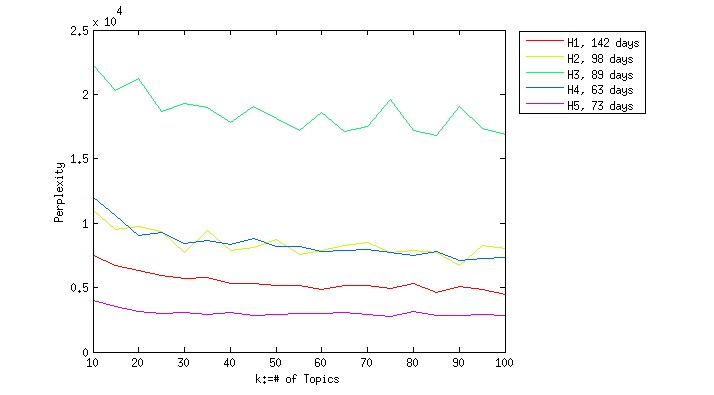 x 10 4
2.5
2
1.5
1
0.5
0
Perplexity
10 20 30 40 50 60 70 80 90 100
k:=# of Topics
H1, 142 days
H2, 98 days
H3, 89 days
H4, 63 days
H5, 73 days